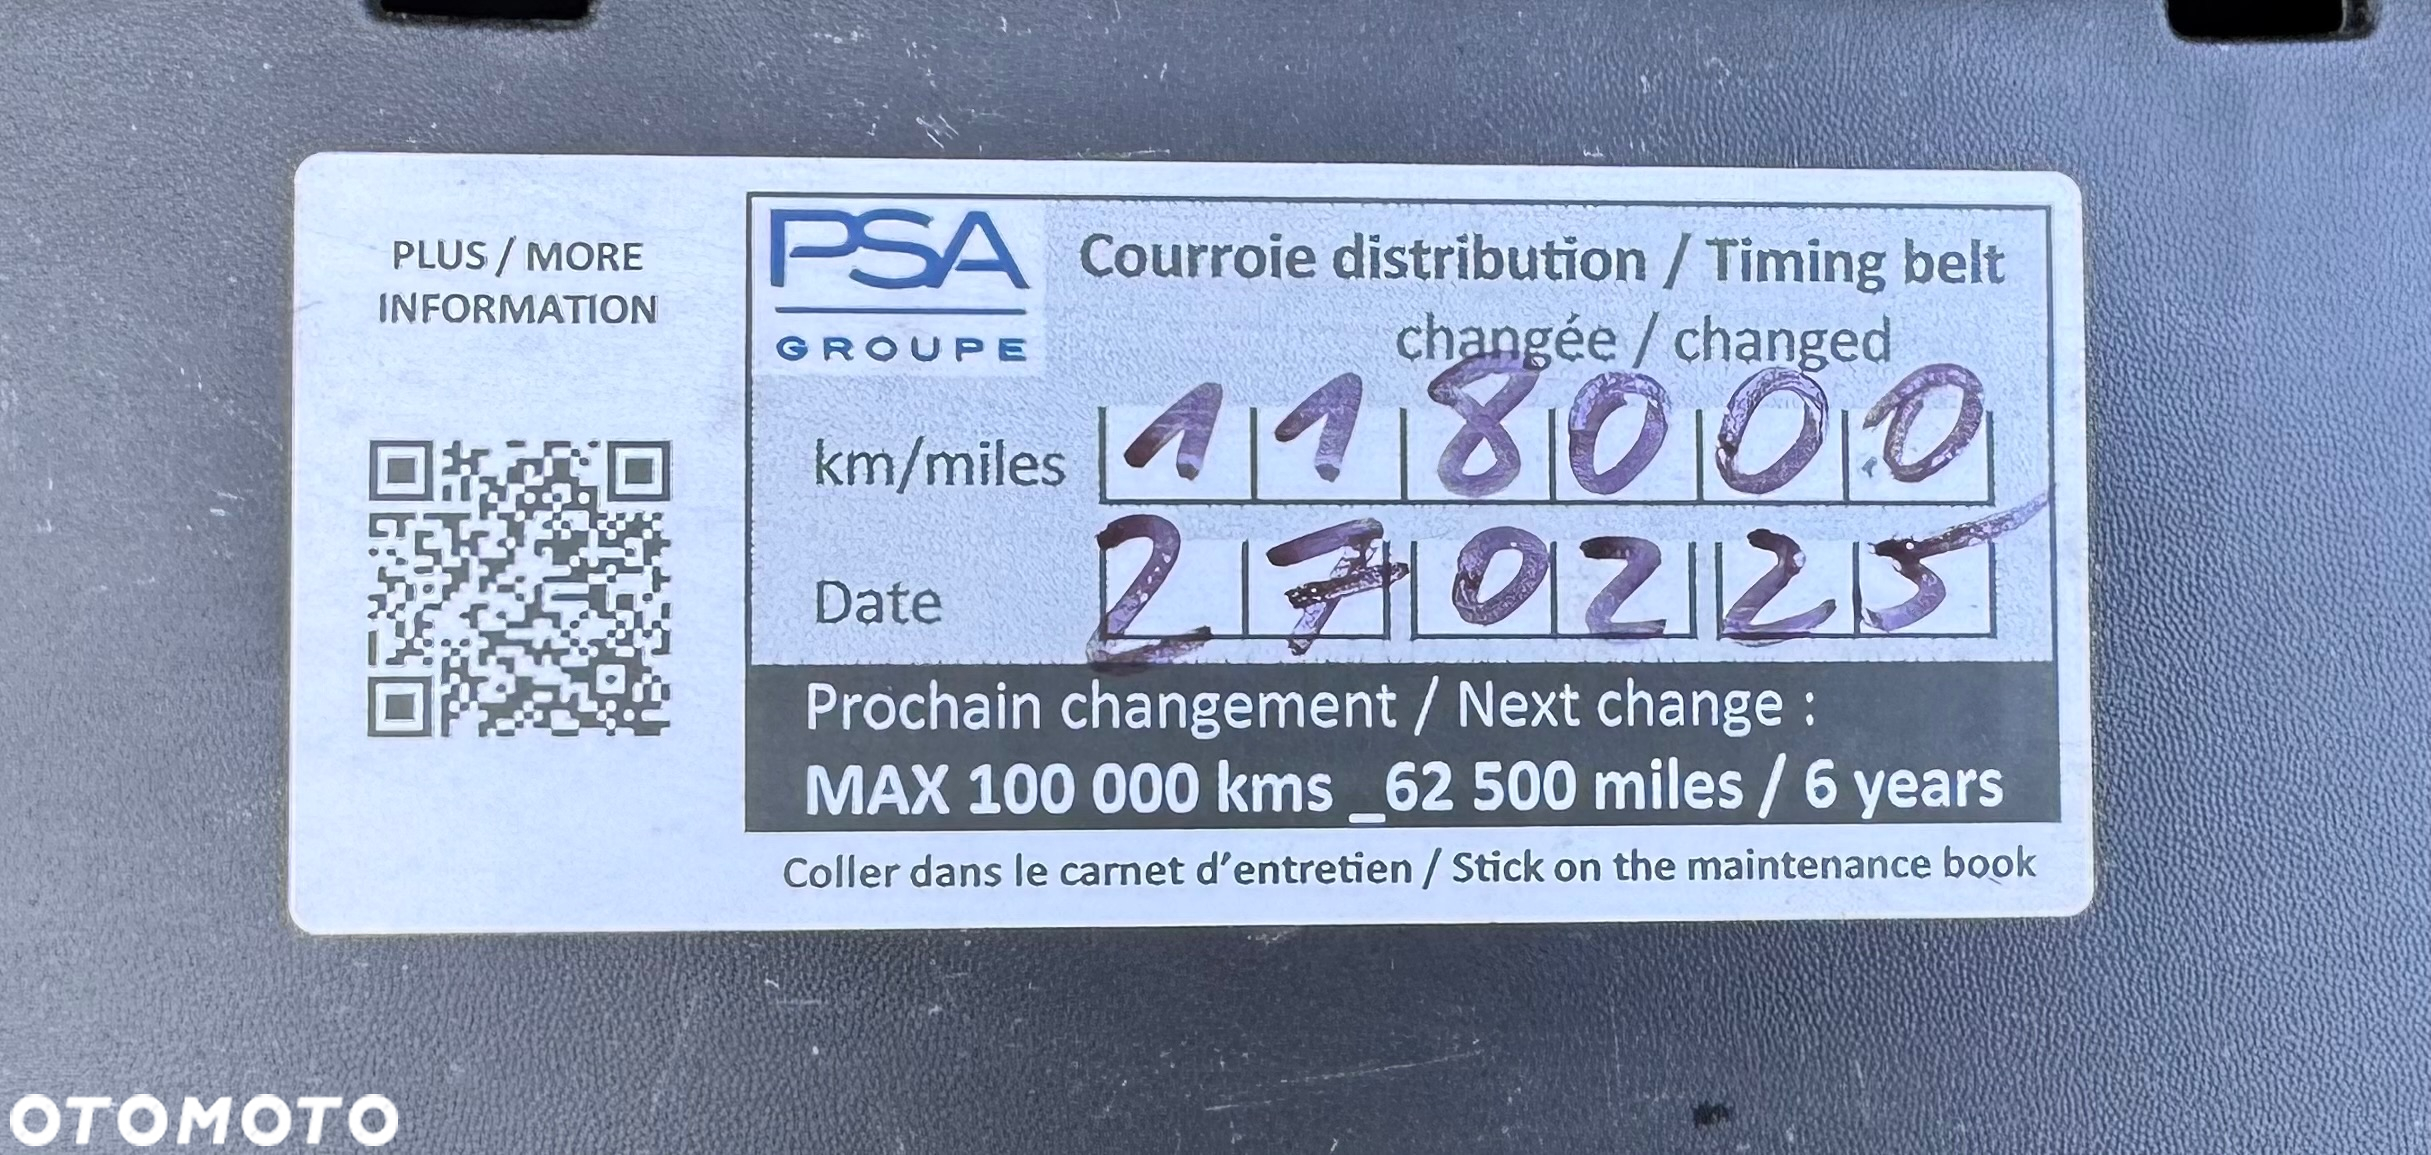 PLUS / MORE
INFORMATION
PSA
GROUPE
Courroie distribution / Timing belt
changée / changed
km/miles 118000
Date 270225
Prochain changement / Next change :
MAX 100 000 kms _62 500 miles / 6 years
Coller dans le carnet d'entretien / Stick on the maintenance book
OTOMOTO